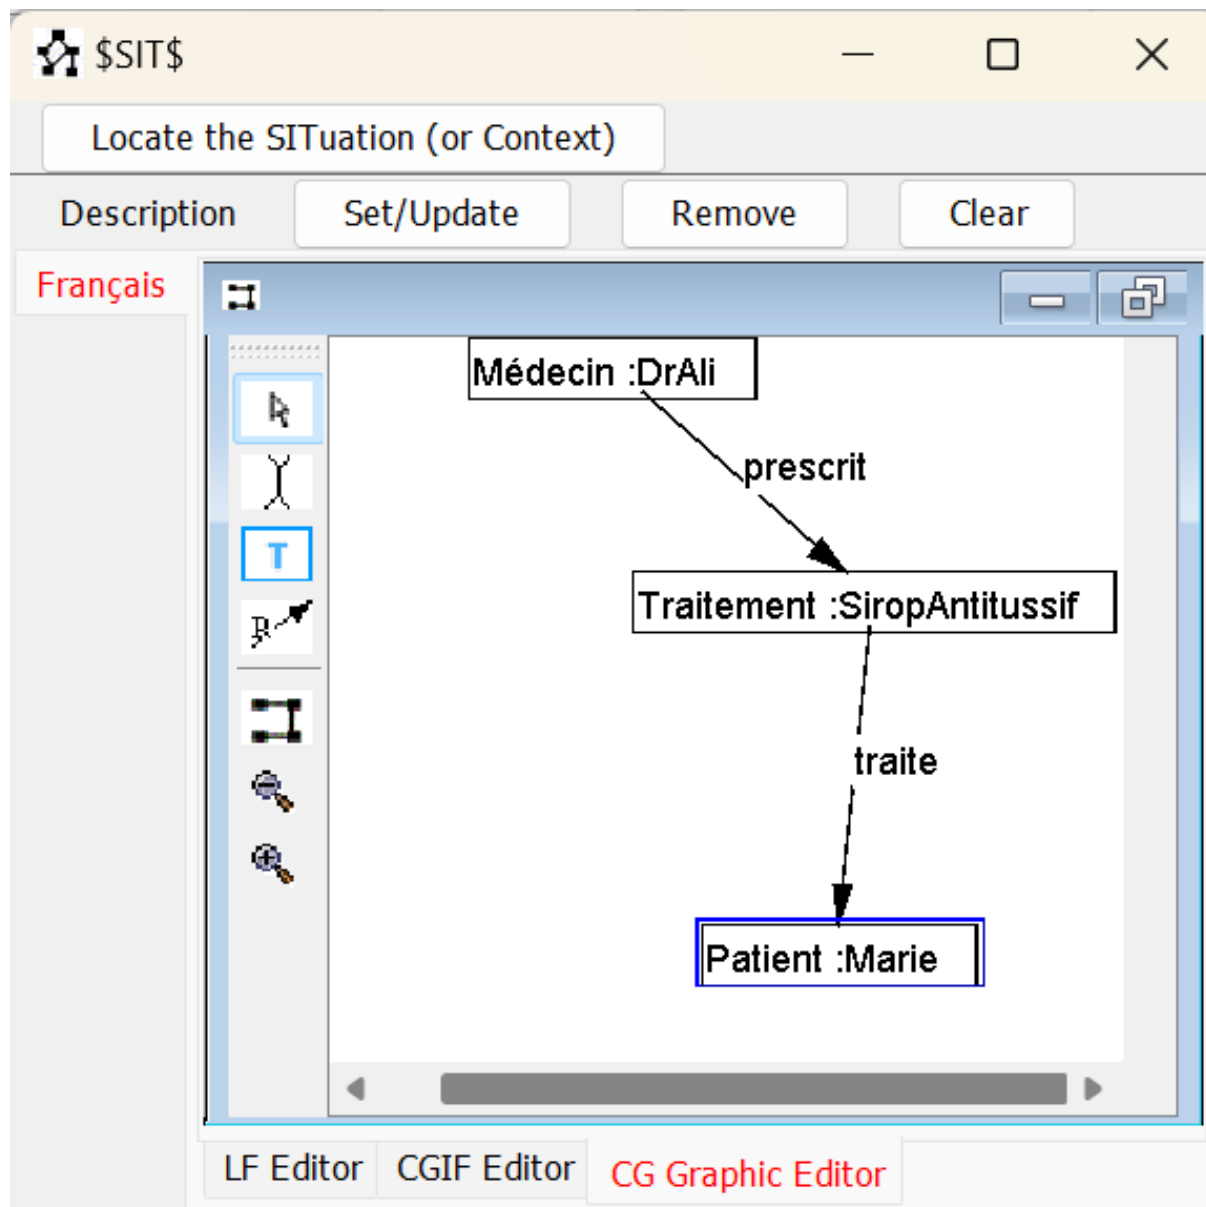 $SIT$
Locate the SITuation (or Context)
Description Set/Update Remove Clear
Français
Médecin :DrAli
prescrit
T
Traitement :SiropAntitussif
R
traite
Patient :Marie
LF Editor CGIF Editor CG Graphic Editor